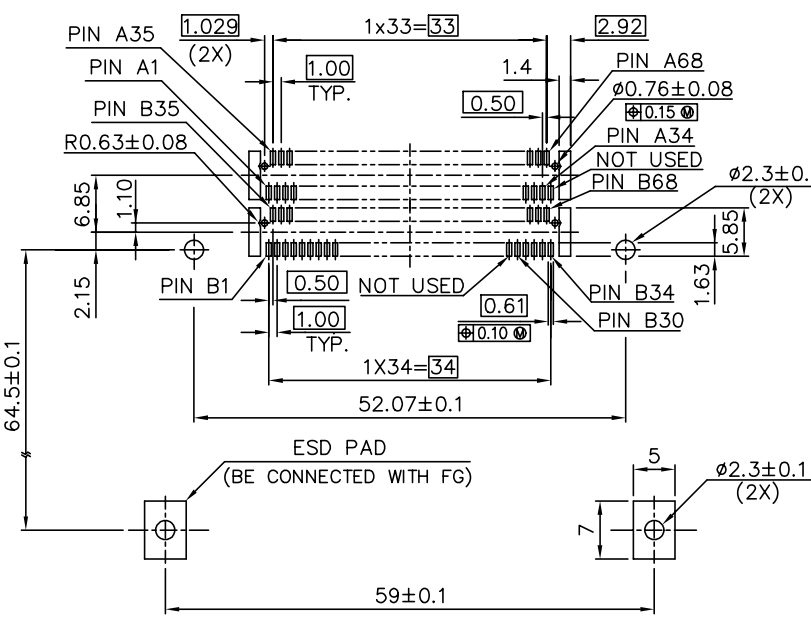 1.029
(2X)
1x33=33
2.92
PIN A35
PIN A1
PIN B35
R0.63±0.08
1.00
TYP.
1.4
0.50
PIN A68
ø0.76±0.08
⌖ 0.15 Ⓜ
PIN A34
NOT USED
PIN B68
ø2.3±0.
(2X)
6.85
1.10
2.15
5.85
1.63
PIN B1
0.50
1.00
TYP.
NOT USED
0.61
⌖ 0.10 Ⓜ
PIN B34
PIN B30
1X34=34
52.07±0.1
64.5±0.1
ESD PAD
(BE CONNECTED WITH FG)
5
7
ø2.3±0.1
(2X)
59±0.1